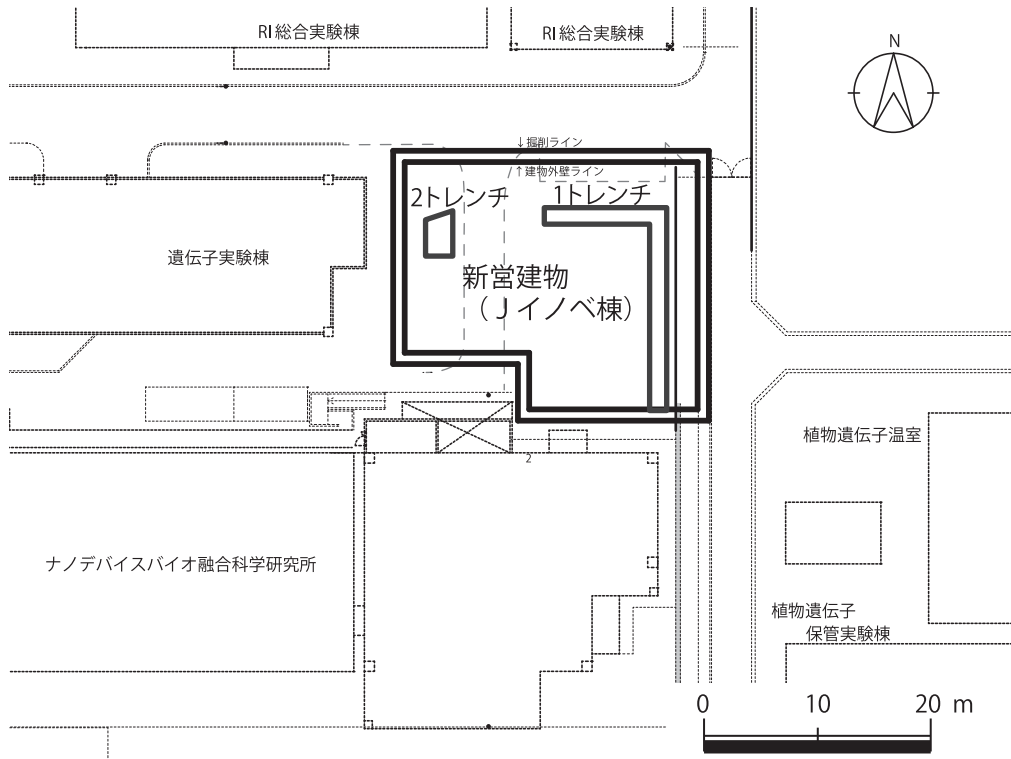 RI総合実験棟
RI総合実験棟
N
↓掘削ライン
↑建物外壁ライン
2トレンチ
1トレンチ
遺伝子実験棟
新営建物
（Jイノベ棟）
植物遺伝子温室
2
ナノデバイスバイオ融合科学研究所
植物遺伝子
保管実験棟
0 10 20 m